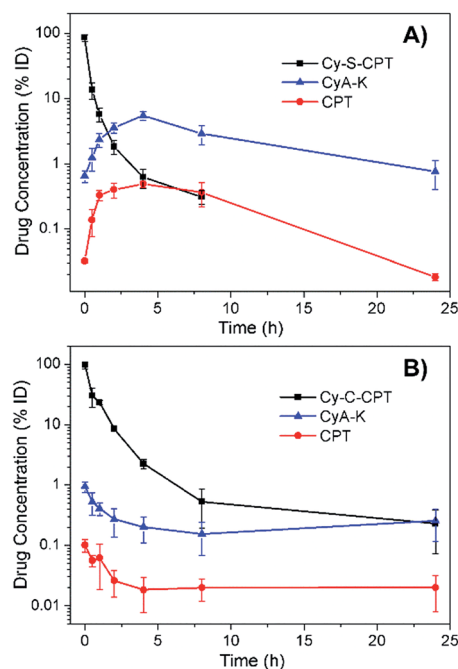 A)
Cy-S-CPT
CyA-K
CPT
100
10
1
0.1
Drug Concentration (% ID)
0 5 10 15 20 25
Time (h)
B)
Cy-C-CPT
CyA-K
CPT
100
10
1
0.1
0.01
Drug Concentration (% ID)
0 5 10 15 20 25
Time (h)